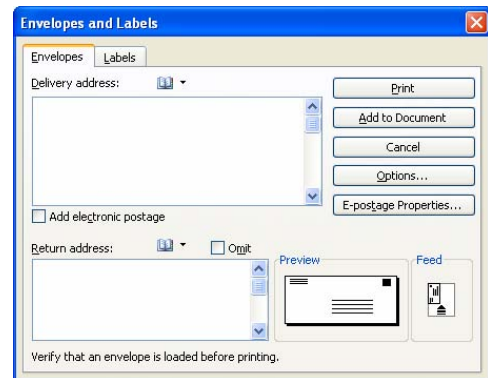 Envelopes and Labels
Envelopes Labels
Delivery address:
Print
Add to Document
Cancel
Options...
E-postage Properties...
Add electronic postage
Return address: Omit
Preview Feed
Verify that an envelope is loaded before printing.